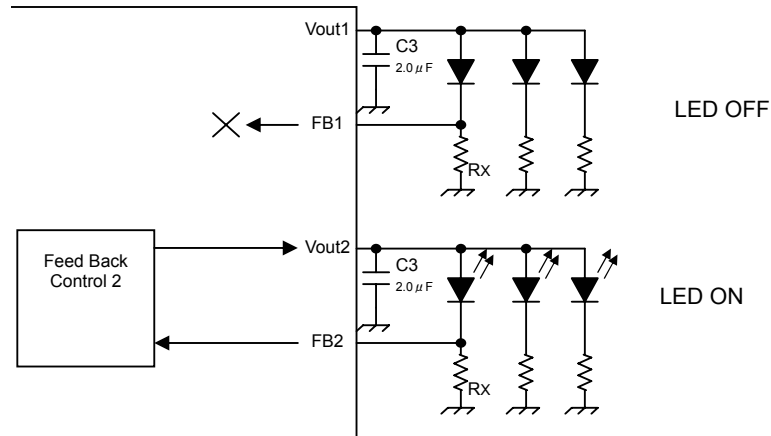 Vout1
C3
2.0μF
LED OFF
FB1
Rx
Feed Back
Control 2
Vout2
C3
2.0μF
LED ON
FB2
Rx